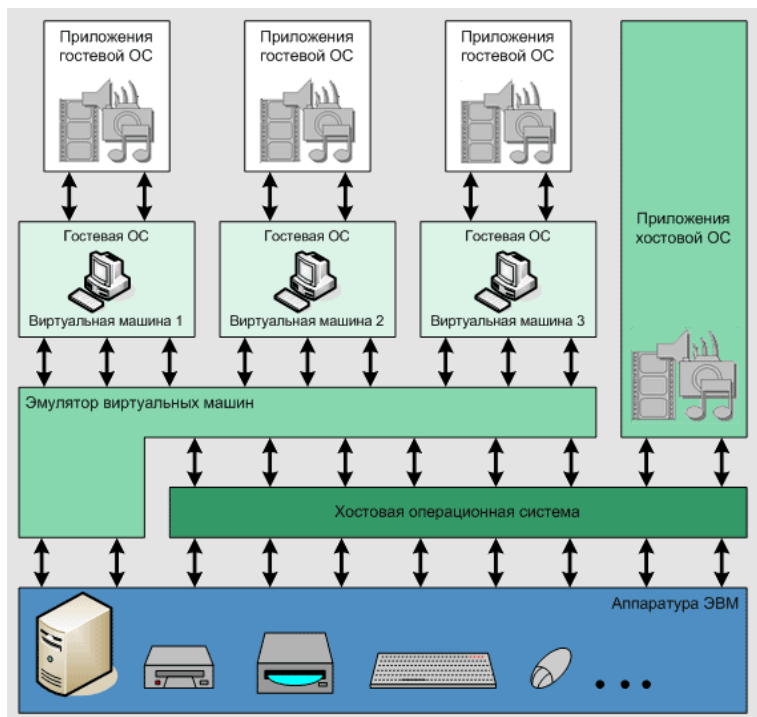 Приложения
гостевой ОС
Приложения
гостевой ОС
Приложения
гостевой ОС
Приложения
хостовой ОС
Гостевая ОС
Виртуальная машина 1
Гостевая ОС
Виртуальная машина 2
Гостевая ОС
Виртуальная машина 3
Эмулятор виртуальных машин
Хостовая операционная система
Аппаратура ЭВМ